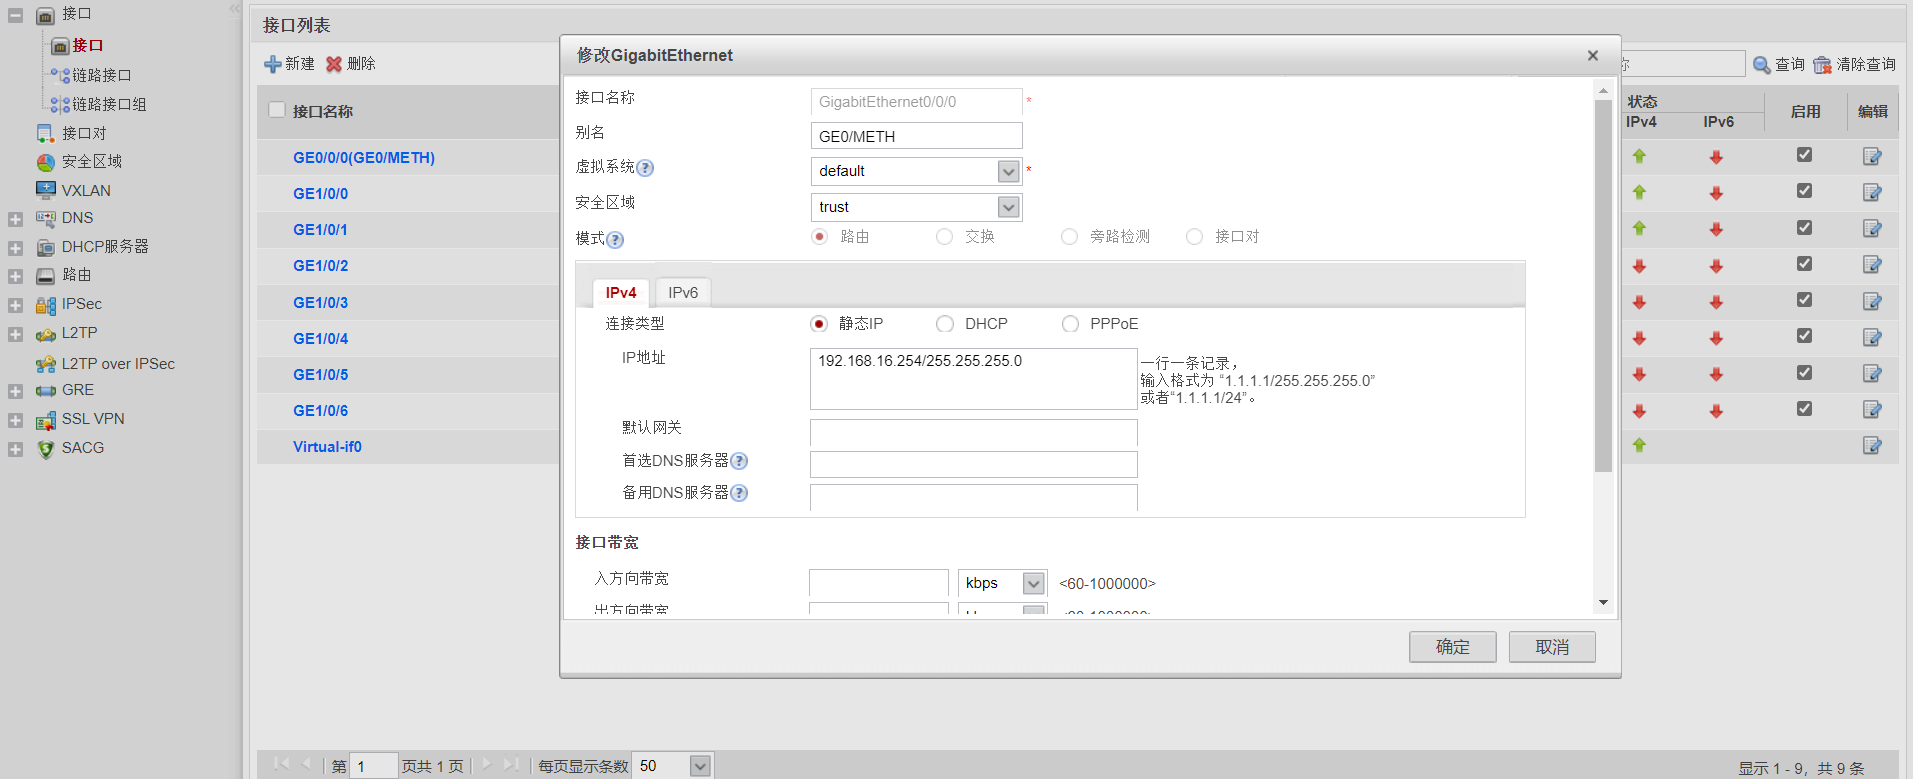 接口
接口
链路接口
链路接口组
接口对
安全区域
VXLAN
DNS
DHCP服务器
路由
IPSec
L2TP
L2TP over IPSec
GRE
SSL VPN
SACG
接口列表
新建 删除
查询 清除查询
接口名称
状态
IPv4 IPv6
启用 编辑
GE0/0/0(GE0/METH)
GE1/0/0
GE1/0/1
GE1/0/2
GE1/0/3
GE1/0/4
GE1/0/5
GE1/0/6
Virtual-if0
修改GigabitEthernet
接口名称 GigabitEthernet0/0/0 *
别名 GE0/METH
虚拟系统 default *
安全区域 trust
模式 路由 交换 旁路检测 接口对
IPv4 IPv6
连接类型 静态IP DHCP PPPoE
IP地址 192.168.16.254/255.255.255.0
一行一条记录，
输入格式为 “1.1.1.1/255.255.255.0”
或者“1.1.1.1/24”。
默认网关
首选DNS服务器
备用DNS服务器
接口带宽
入方向带宽 kbps <60-1000000>
出方向带宽
确定 取消
第 1 页共 1 页 每页显示条数 50
显示 1 - 9，共 9 条